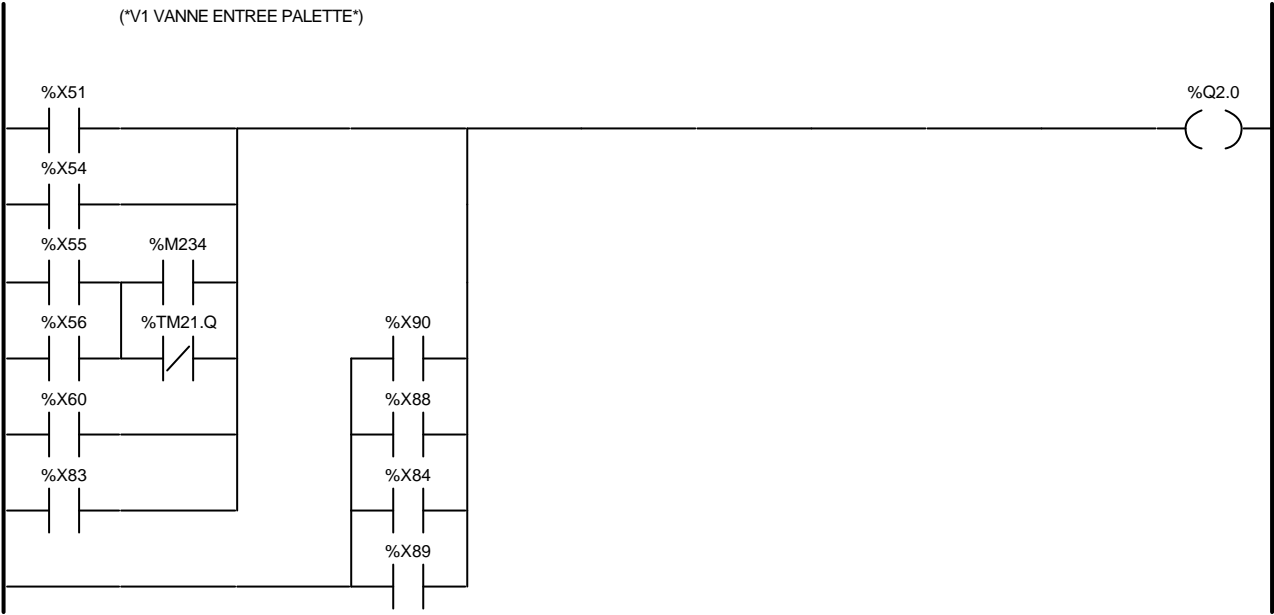 (*V1 VANNE ENTREE PALETTE*)
%X51 %Q2.0
%X54
%X55 %M234
%X56 %TM21.Q %X90
%X60 %X88
%X83 %X84
%X89